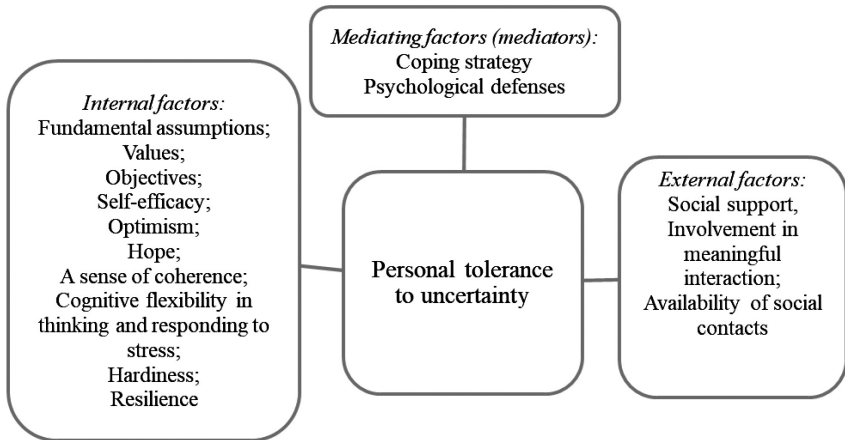 Mediating factors (mediators):
Coping strategy
Psychological defenses
Internal factors:
Fundamental assumptions;
Values;
Objectives;
Self-efficacy;
Optimism;
Hope;
A sense of coherence;
Cognitive flexibility in
thinking and responding to
stress;
Hardiness;
Resilience
Personal tolerance
to uncertainty
External factors:
Social support,
Involvement in
meaningful
interaction;
Availability of social
contacts